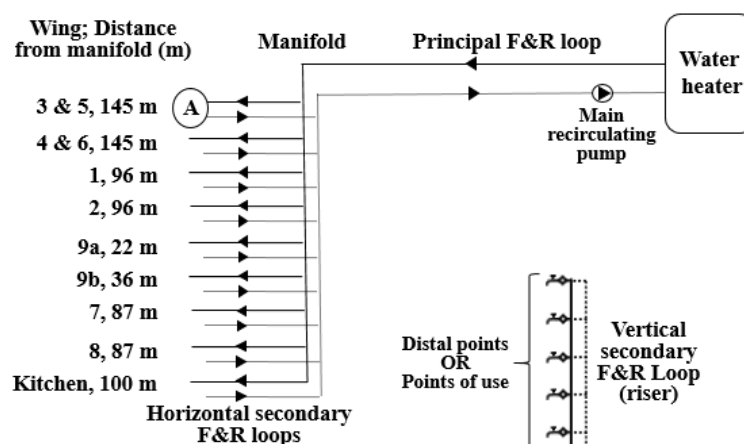 Wing; Distance
from manifold (m)
Manifold
Principal F&R loop
Water
heater
Main
recirculating
pump
3 & 5, 145 m
A
4 & 6, 145 m
1, 96 m
2, 96 m
9a, 22 m
9b, 36 m
7, 87 m
8, 87 m
Kitchen, 100 m
Horizontal secondary
F&R loops
Distal points
OR
Points of use
Vertical
secondary
F&R Loop
(riser)